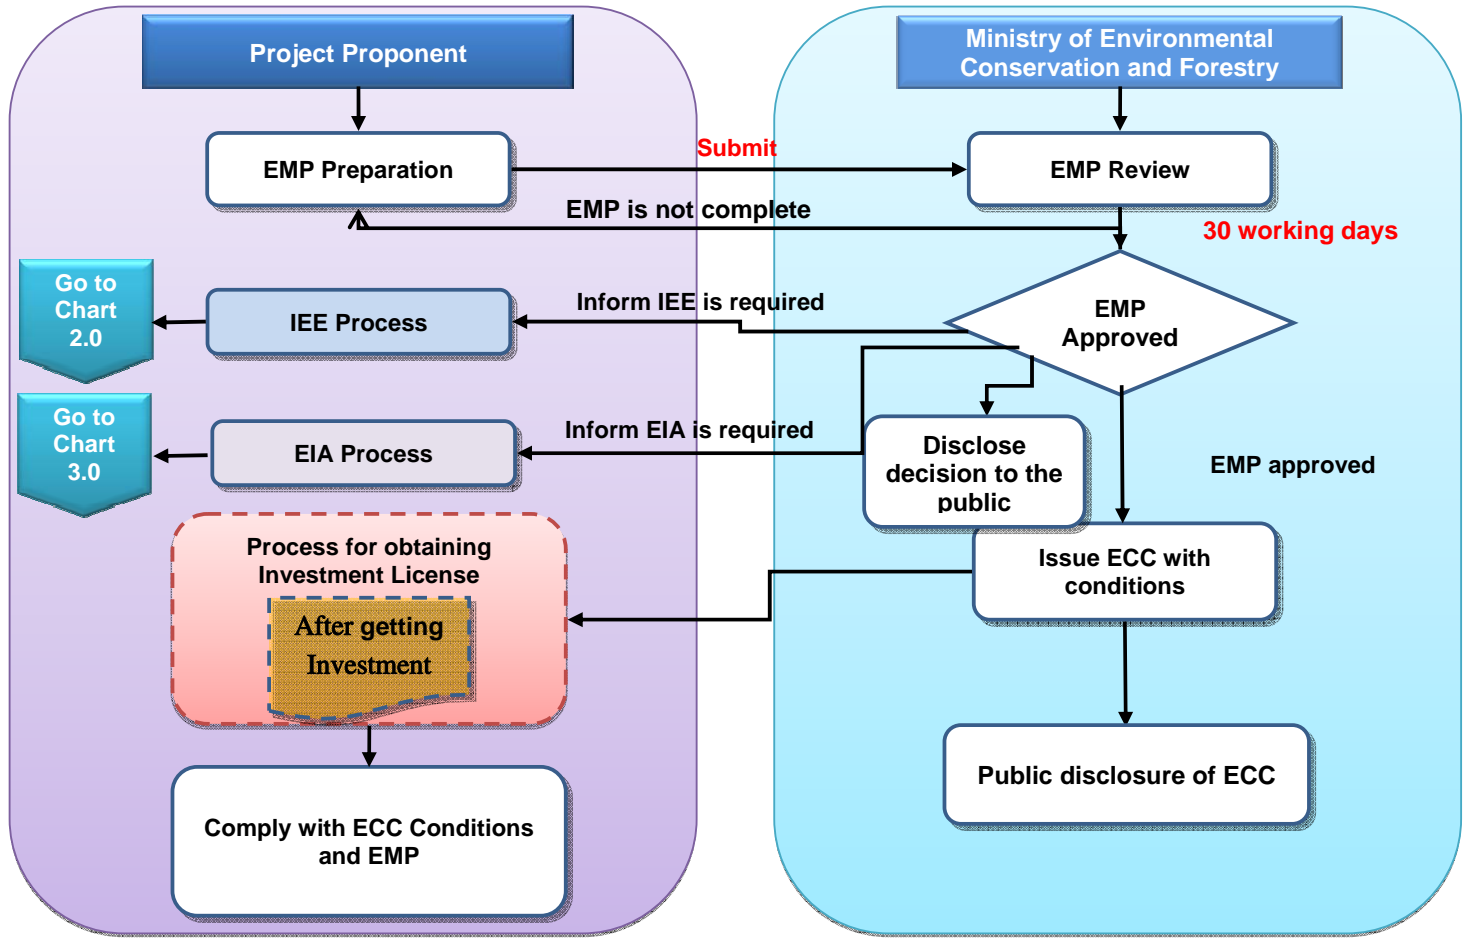 Project Proponent
Ministry of Environmental
Conservation and Forestry
EMP Preparation
Submit
EMP Review
EMP is not complete
30 working days
Go to
Chart
2.0
IEE Process
Inform IEE is required
EMP
Approved
Go to
Chart
3.0
EIA Process
Inform EIA is required
Disclose
decision to the
public
EMP approved
Process for obtaining
Investment License
After getting
Investment
Issue ECC with
conditions
Public disclosure of ECC
Comply with ECC Conditions
and EMP